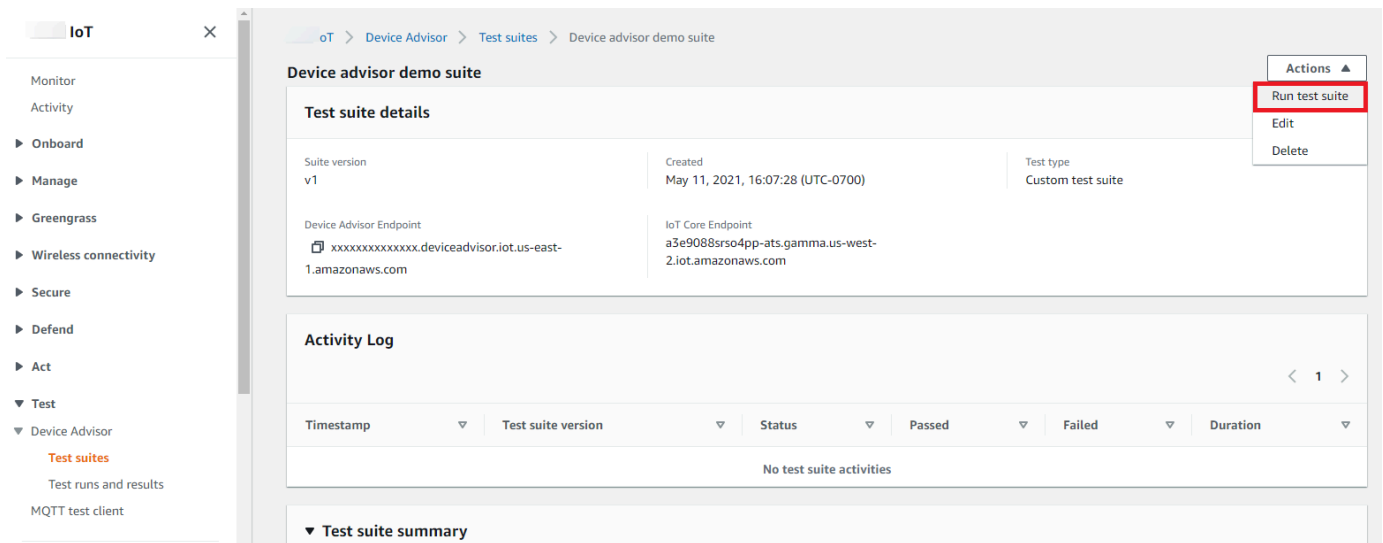 IoT
Monitor
Activity
Onboard
Manage
Greengrass
Wireless connectivity
Secure
Defend
Act
Test
Device Advisor
Test suites
Test runs and results
MQTT test client
oT > Device Advisor > Test suites > Device advisor demo suite
Device advisor demo suite
Actions
Run test suite
Edit
Delete
Test suite details
Suite version
v1
Created
May 11, 2021, 16:07:28 (UTC-0700)
Test type
Custom test suite
Device Advisor Endpoint
xxxxxxxxxxxxxx.deviceadvisor.iot.us-east-
1.amazonaws.com
IoT Core Endpoint
a3e9088srso4pp-ats.gamma.us-west-
2.iot.amazonaws.com
Activity Log
< 1 >
Timestamp Test suite version Status Passed Failed Duration
No test suite activities
Test suite summary